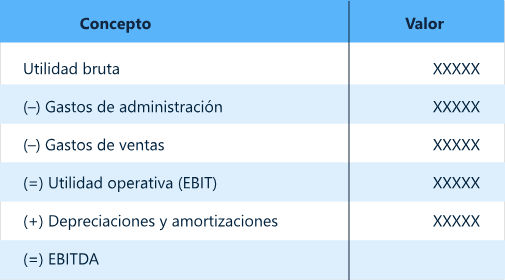 Concepto Valor
Utilidad bruta XXXXX
(–) Gastos de administración XXXXX
(–) Gastos de ventas XXXXX
(=) Utilidad operativa (EBIT) XXXXX
(+) Depreciaciones y amortizaciones XXXXX
(=) EBITDA